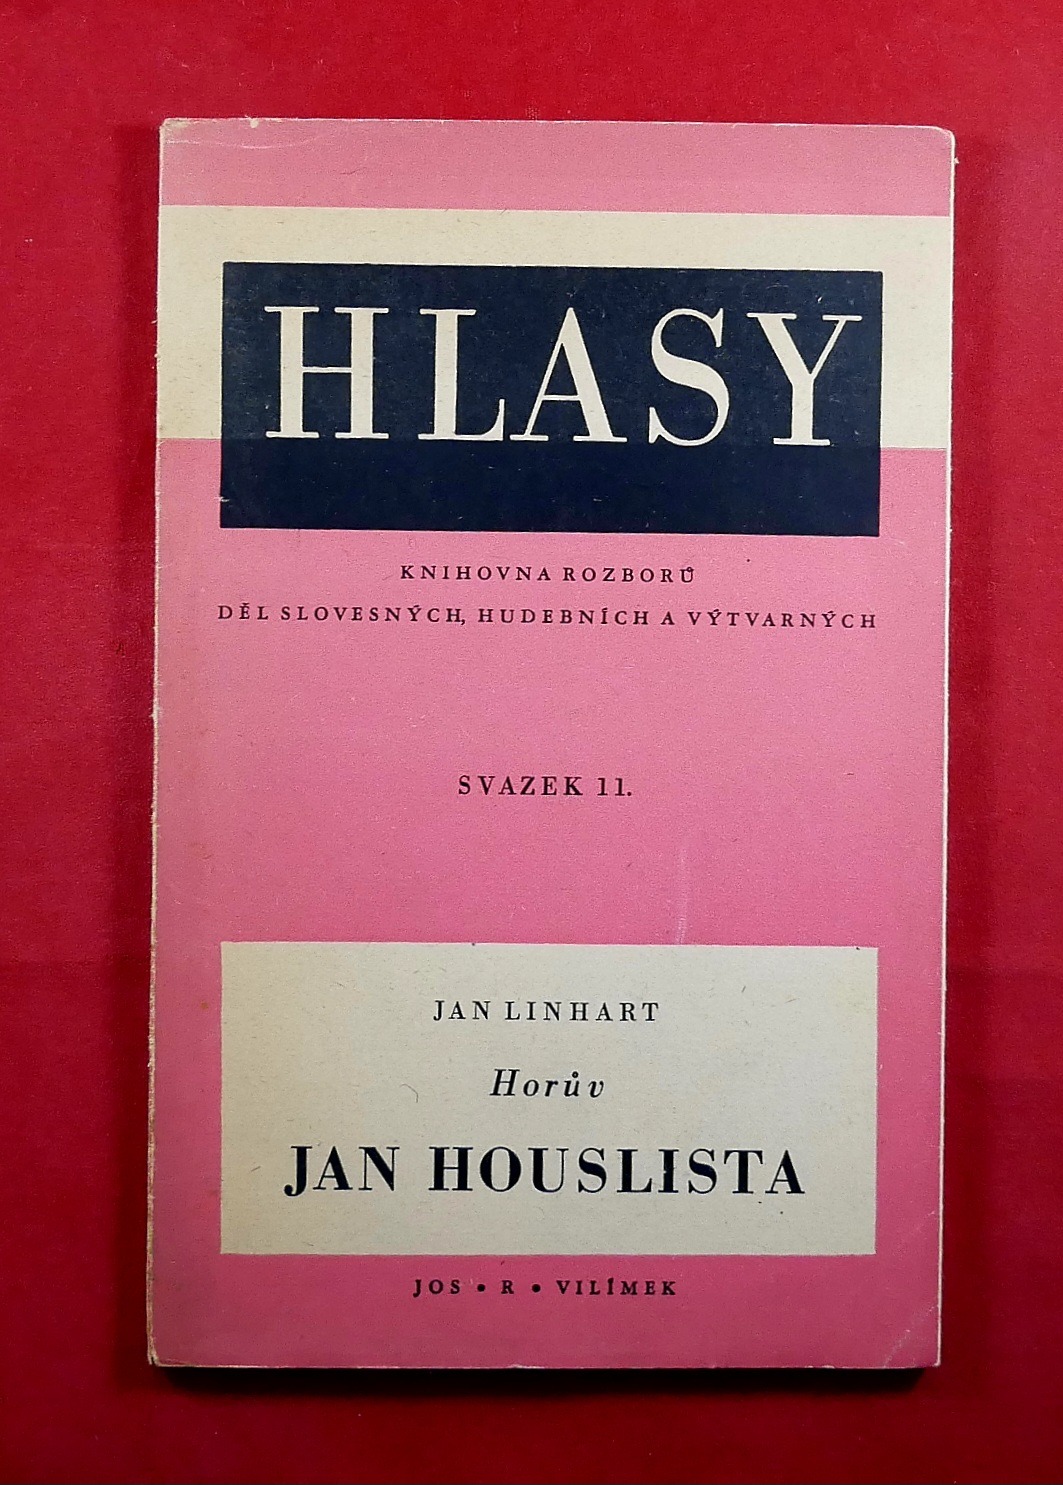 HLASY
KNIHOVNA ROZBORŮ
DĚL SLOVESNÝCH, HUDEBNÍCH A VÝTVARNÝCH
SVAZEK 11.
JAN LINHART
Horův
JAN HOUSLISTA
JOS • R • VILÍMEK